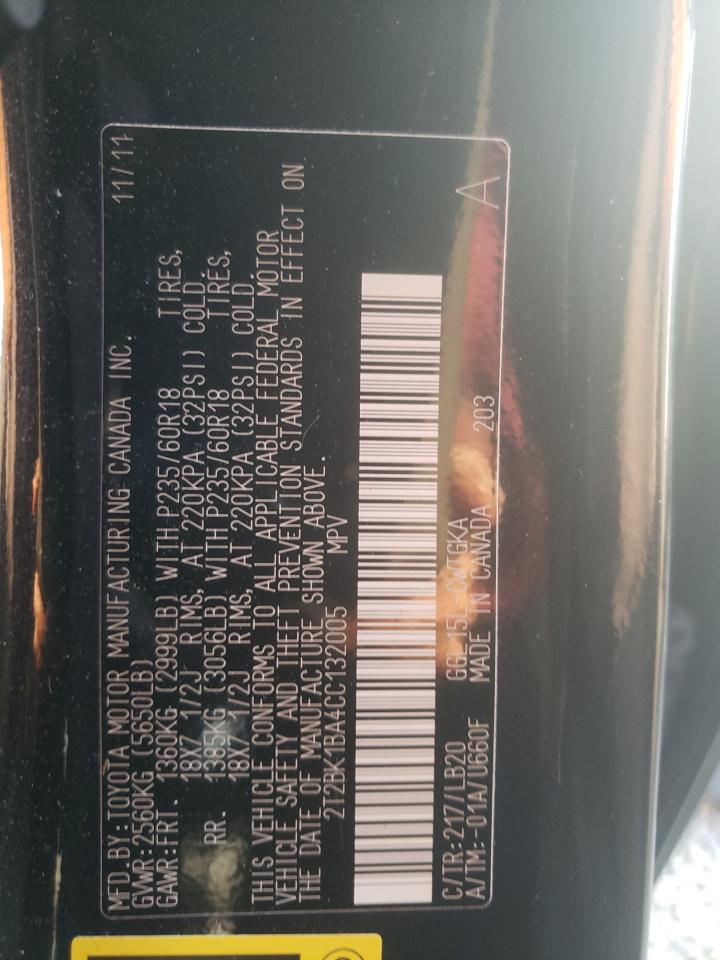 MFD.BY:TOYOTA MOTOR MANUFACTURING CANADA INC. 11/11
GVWR:2560KG (5650LB)
GAWR:FRT. 1360KG (2999LB) WITH P235/60R18 TIRES,
18X7 1/2J RIMS, AT 220KPA (32PSI) COLD.
RR. 1385KG (3056LB) WITH P235/60R18 TIRES,
18X7 1/2J RIMS, AT 220KPA (32PSI) COLD.
THIS VEHICLE CONFORMS TO ALL APPLICABLE FEDERAL MOTOR
VEHICLE SAFETY AND THEFT PREVENTION STANDARDS IN EFFECT ON
THE DATE OF MANUFACTURE SHOWN ABOVE.
2T2BK1BA4CC132005 MPV
C/TR:217/LB20 GGL15L-CWTGKA
A/TM:-01A/U660F MADE IN CANADA 203 A